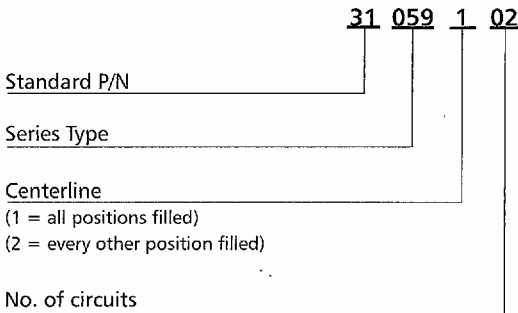 31 059 1 02
Standard P/N
Series Type
Centerline
(1 = all positions filled)
(2 = every other position filled)
No. of circuits